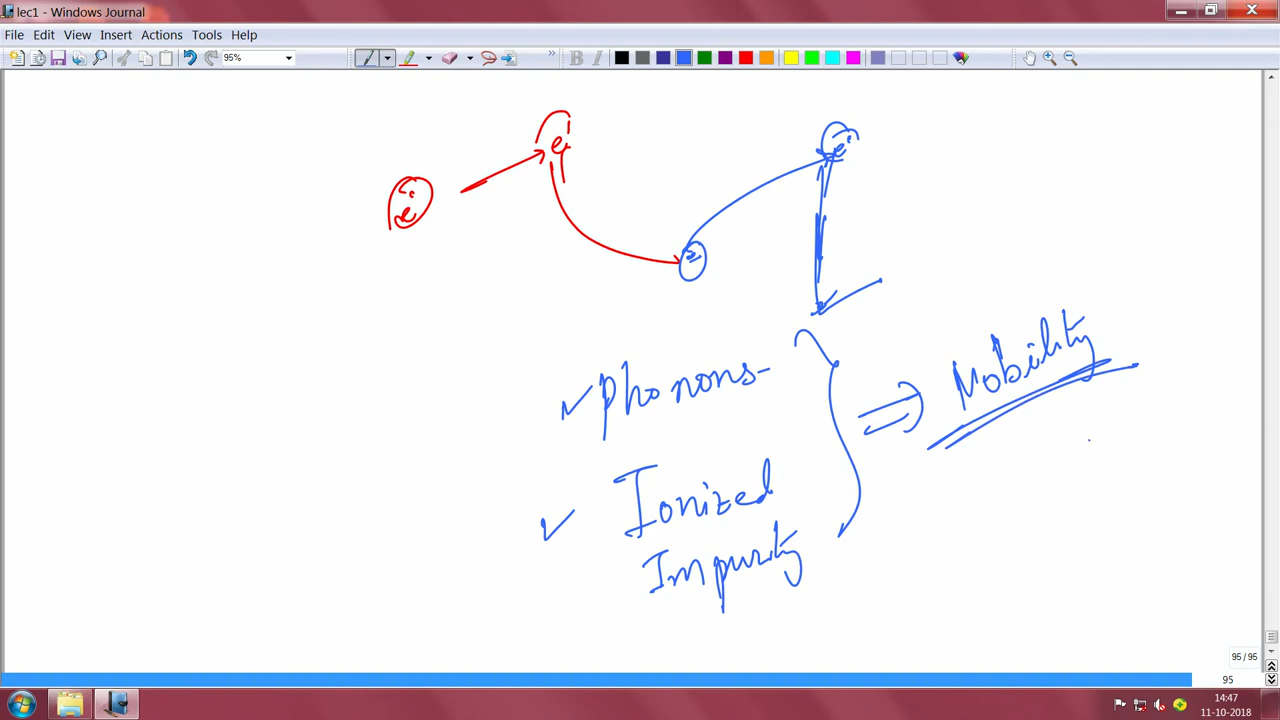 lec1 - Windows Journal
File Edit View Insert Actions Tools Help
95%
B I
e
e
e
Phonons-
⇒ Mobility
Ionized
Impurity
95 / 95
95
14:47
11-10-2018